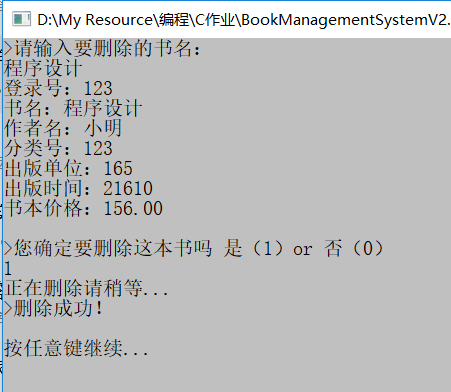 D:\My Resource\编程\C作业\BookManagementSystemV2.
>请输入要删除的书名：
程序设计
登录号：123
书名：程序设计
作者名：小明
分类号：123
出版单位：165
出版时间：21610
书本价格：156.00
>您确定要删除这本书吗 是（1）or 否（0）
1
正在删除请稍等...
>删除成功！
按任意键继续...